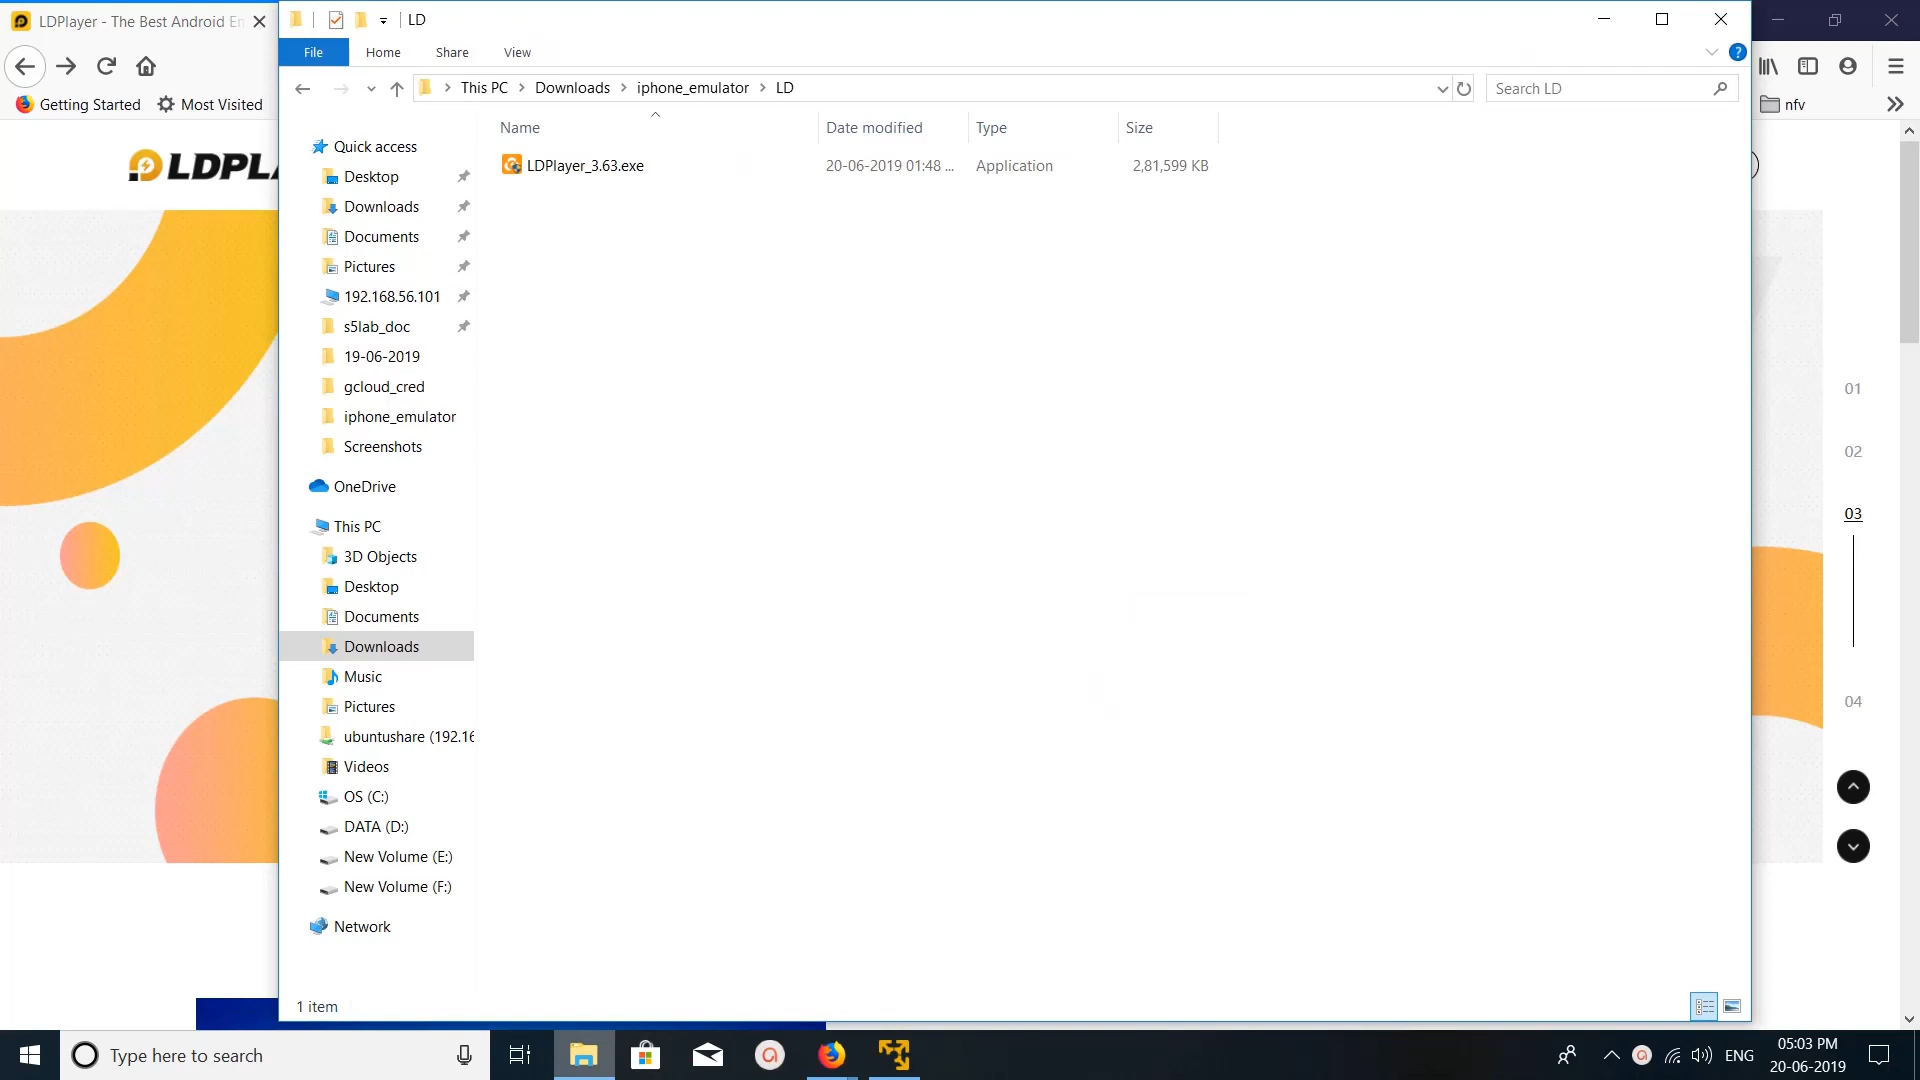 LDPlayer - The Best Android En
LD
File
Home
Share
View
This PC
Downloads
iphone_emulator
LD
Search LD
Getting Started
Most Visited
nfv
LDPL
Name
Date modified
Type
Size
LDPlayer_3.63.exe
20-06-2019 01:48 ...
Application
2,81,599 KB
Quick access
Desktop
Downloads
Documents
Pictures
192.168.56.101
s5lab_doc
19-06-2019
gcloud_cred
iphone_emulator
Screenshots
OneDrive
This PC
3D Objects
Desktop
Documents
Downloads
Music
Pictures
ubuntushare (192.16
Videos
OS (C:)
DATA (D:)
New Volume (E:)
New Volume (F:)
Network
01
02
03
04
1 item
Type here to search
ENG
05:03 PM
20-06-2019